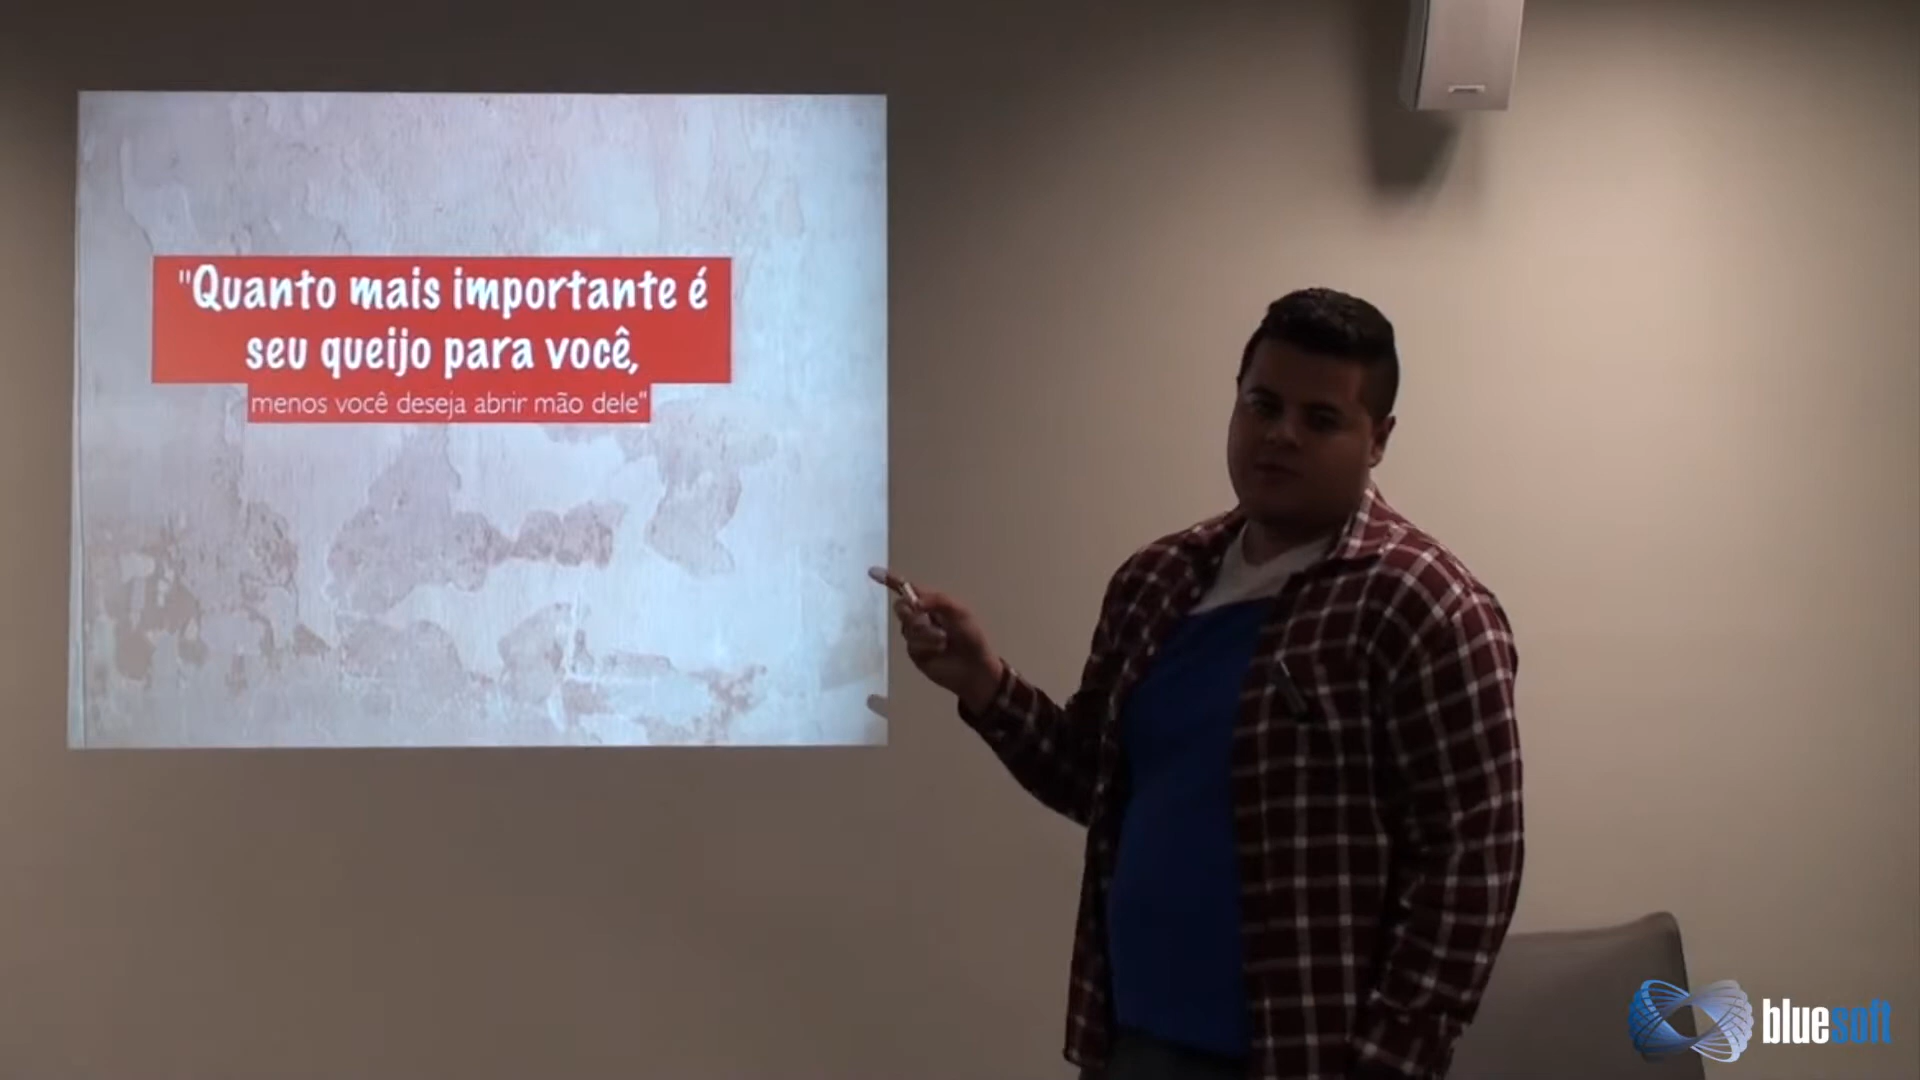 "Quanto mais importante é
seu queijo para você,
menos você deseja abrir mão dele"
bluesoft